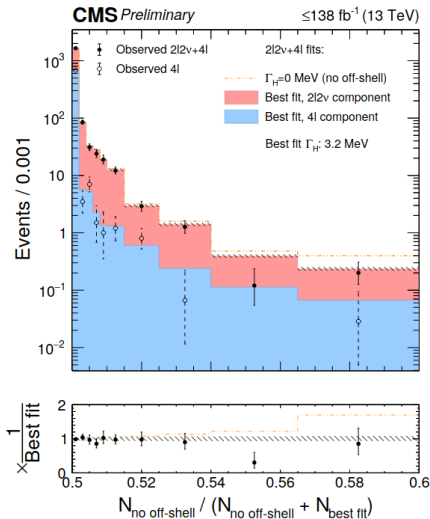 CMS Preliminary ≤138 fb⁻¹ (13 TeV)
Observed 2l2ν+4l
Observed 4l
2l2ν+4l fits:
Γ_H=0 MeV (no off-shell)
Best fit, 2l2ν component
Best fit, 4l component
Best fit Γ_H: 3.2 MeV
Events / 0.001
10³
10²
10
1
10⁻¹
10⁻²
× 1/Best fit
2
1
0
0.5 0.52 0.54 0.56 0.58 0.6
N_no off-shell / (N_no off-shell + N_best fit)